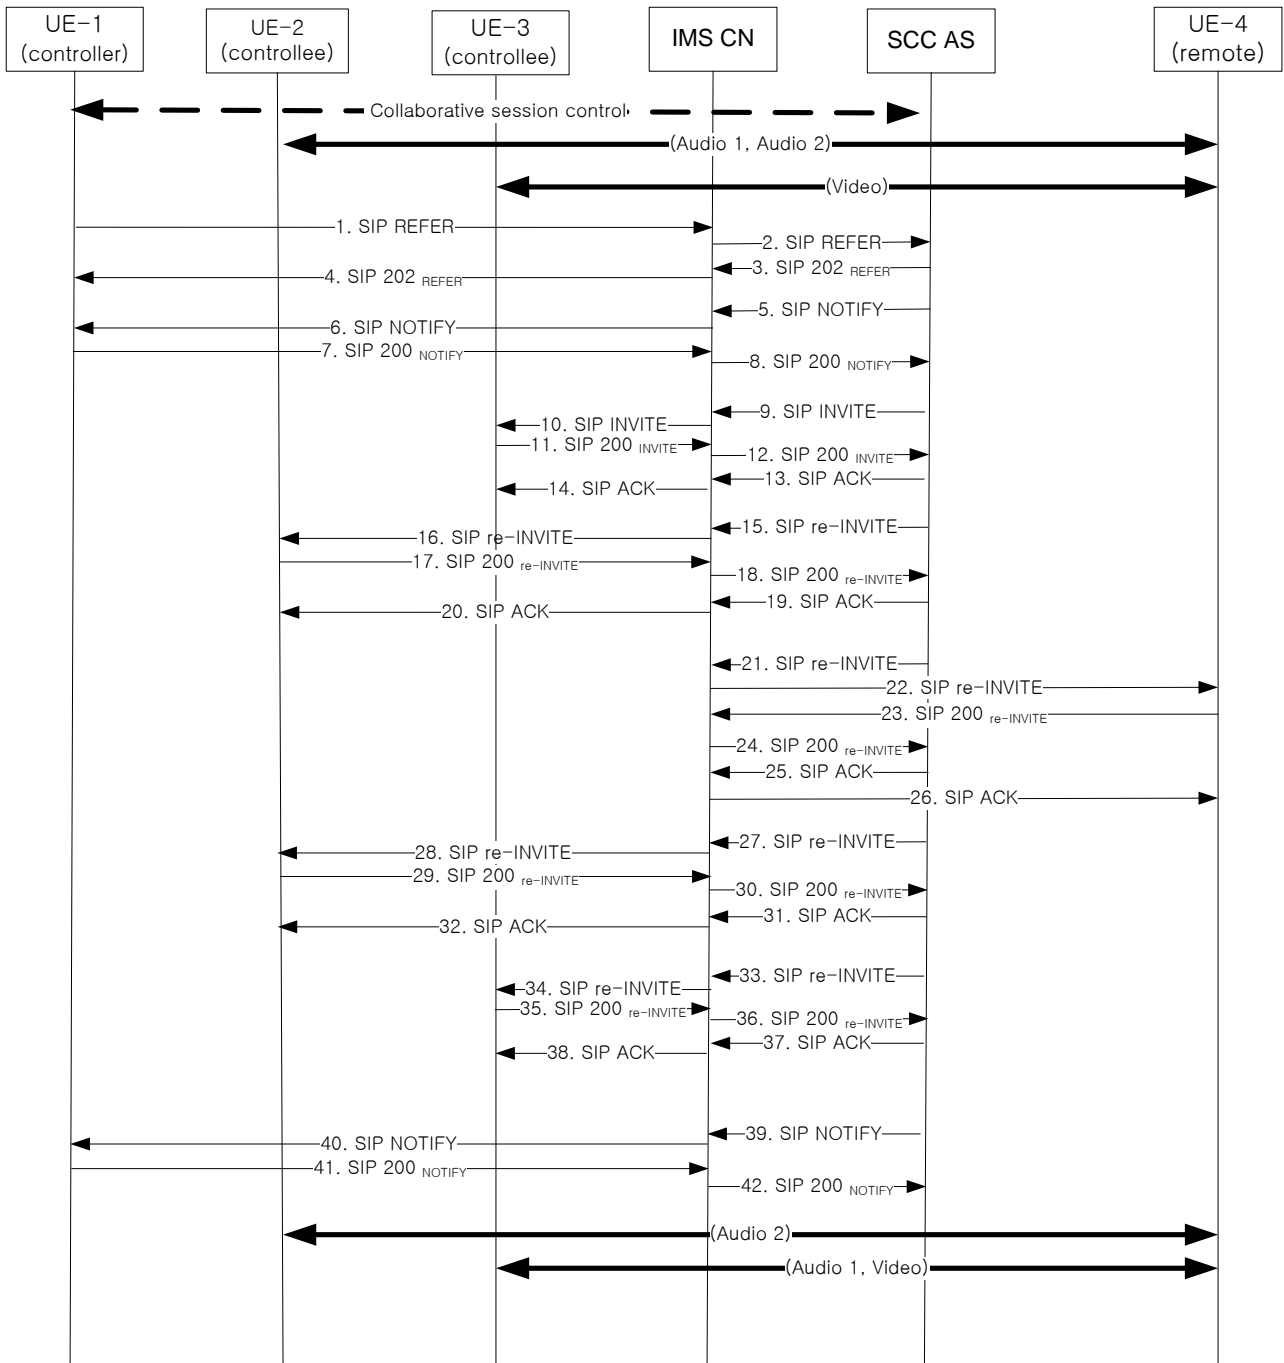 UE-1
(controller)
UE-2
(controllee)
UE-3
(controllee)
IMS CN
SCC AS
UE-4
(remote)
Collaborative session control
(Audio 1, Audio 2)
(Video)
1. SIP REFER
2. SIP REFER
3. SIP 202 REFER
4. SIP 202 REFER
5. SIP NOTIFY
6. SIP NOTIFY
7. SIP 200 NOTIFY
8. SIP 200 NOTIFY
9. SIP INVITE
10. SIP INVITE
11. SIP 200 INVITE
12. SIP 200 INVITE
13. SIP ACK
14. SIP ACK
15. SIP re-INVITE
16. SIP re-INVITE
17. SIP 200 re-INVITE
18. SIP 200 re-INVITE
19. SIP ACK
20. SIP ACK
21. SIP re-INVITE
22. SIP re-INVITE
23. SIP 200 re-INVITE
24. SIP 200 re-INVITE
25. SIP ACK
26. SIP ACK
27. SIP re-INVITE
28. SIP re-INVITE
29. SIP 200 re-INVITE
30. SIP 200 re-INVITE
31. SIP ACK
32. SIP ACK
33. SIP re-INVITE
34. SIP re-INVITE
35. SIP 200 re-INVITE
36. SIP 200 re-INVITE
37. SIP ACK
38. SIP ACK
39. SIP NOTIFY
40. SIP NOTIFY
41. SIP 200 NOTIFY
42. SIP 200 NOTIFY
(Audio 2)
(Audio 1, Video)